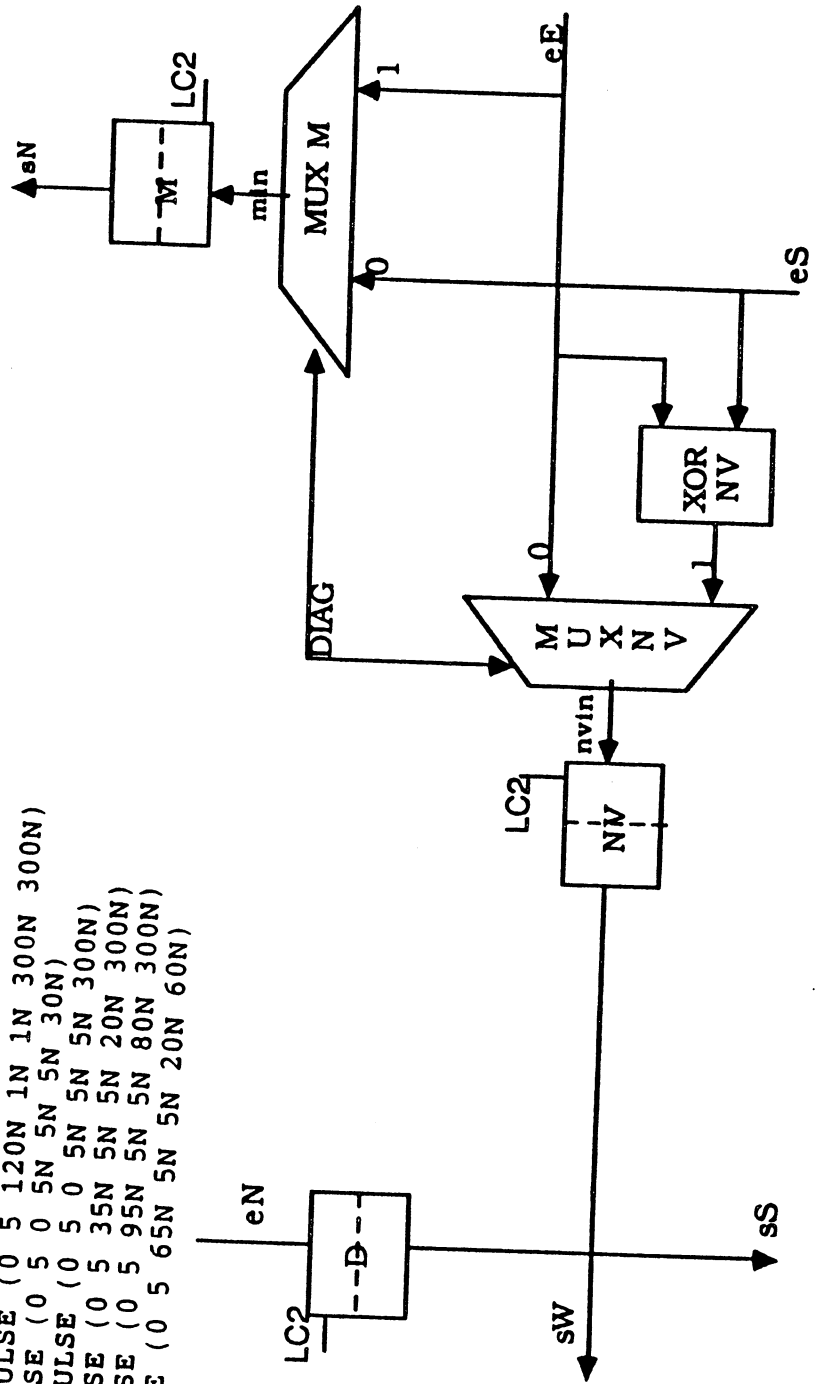 ULSE (0 5 120N 1N 1N 300N 300N)
SE (0 5 0 5N 5N 5N 30N)
ULSE (0 5 0 5N 5N 5N 300N)
SE (0 5 35N 5N 5N 20N 300N)
SE (0 5 95N 5N 5N 80N 300N)
E (0 5 65N 5N 5N 20N 60N)
sN
LC2
M
min
MUX M
0
1
eE
eS
DIAG
0
1
XOR
NV
M
U
X
N
V
nvin
LC2
NV
eN
LC2
D
sW
sS